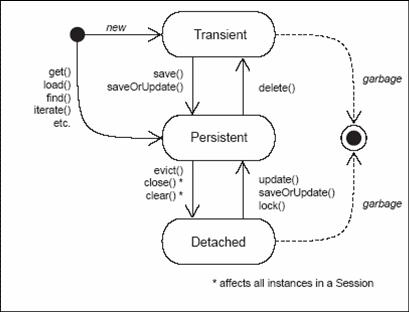 new
Transient
get()
load()
find()
iterate()
etc.
save()
saveOrUpdate()
delete()
garbage
Persistent
evict()
close() *
clear() *
update()
saveOrUpdate()
lock()
garbage
Detached
* affects all instances in a Session